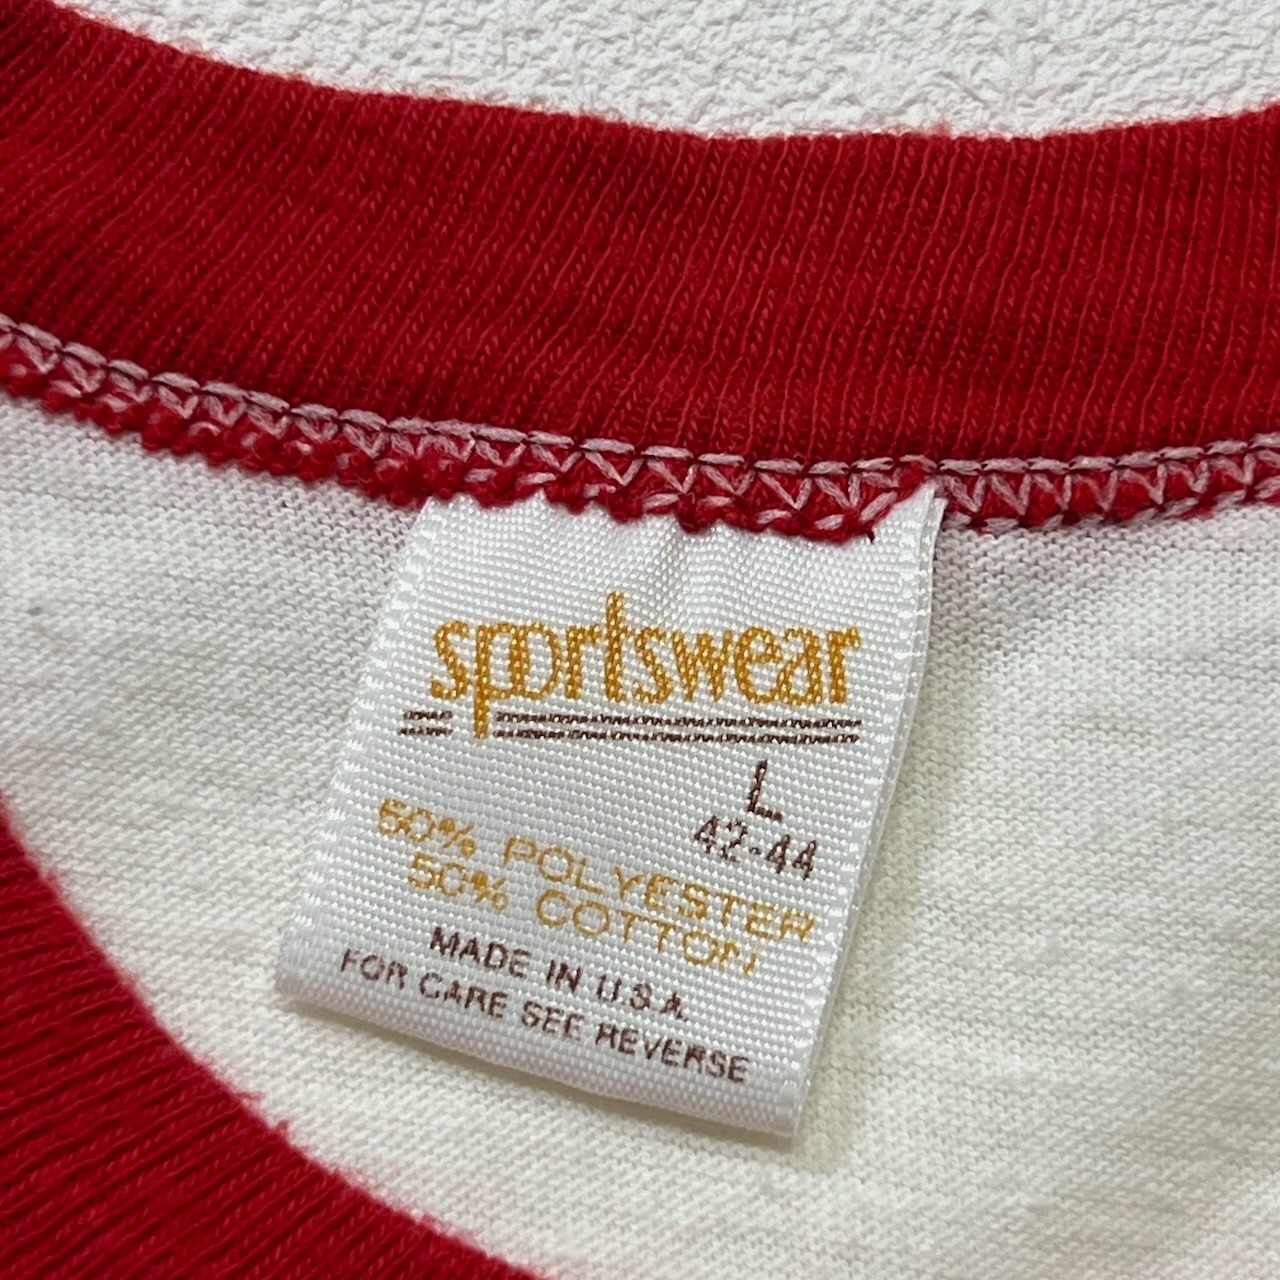 sportswear
L
42-44
50% POLYESTER
50% COTTON
MADE IN U.S.A.
FOR CARE SEE REVERSE